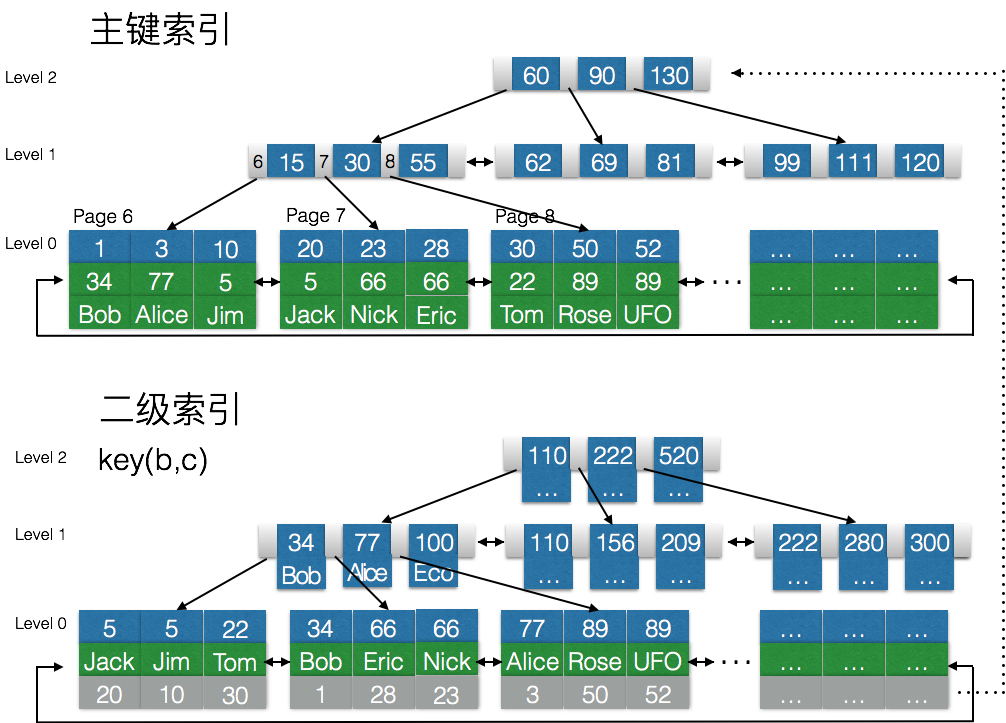 主键索引
Level 2
60 90 130
Level 1
6 15 7 30 8 55 62 69 81 99 111 120
Page 6 Page 7 Page 8
Level 0
1 3 10 20 23 28 30 50 52 ... ... ...
34 77 5 5 66 66 22 89 89 ... ... ... ...
Bob Alice Jim Jack Nick Eric Tom Rose UFO ... ... ...
二级索引
Level 2
key(b,c)
110 222 520
... ... ...
Level 1
34 77 100 110 156 209 222 280 300
Bob Alice Eco ... ... ... ... ... ...
Level 0
5 5 22 34 66 66 77 89 89 ... ... ...
Jack Jim Tom Bob Eric Nick Alice Rose UFO ... ... ... ...
20 10 30 1 28 23 3 50 52 ... ... ...